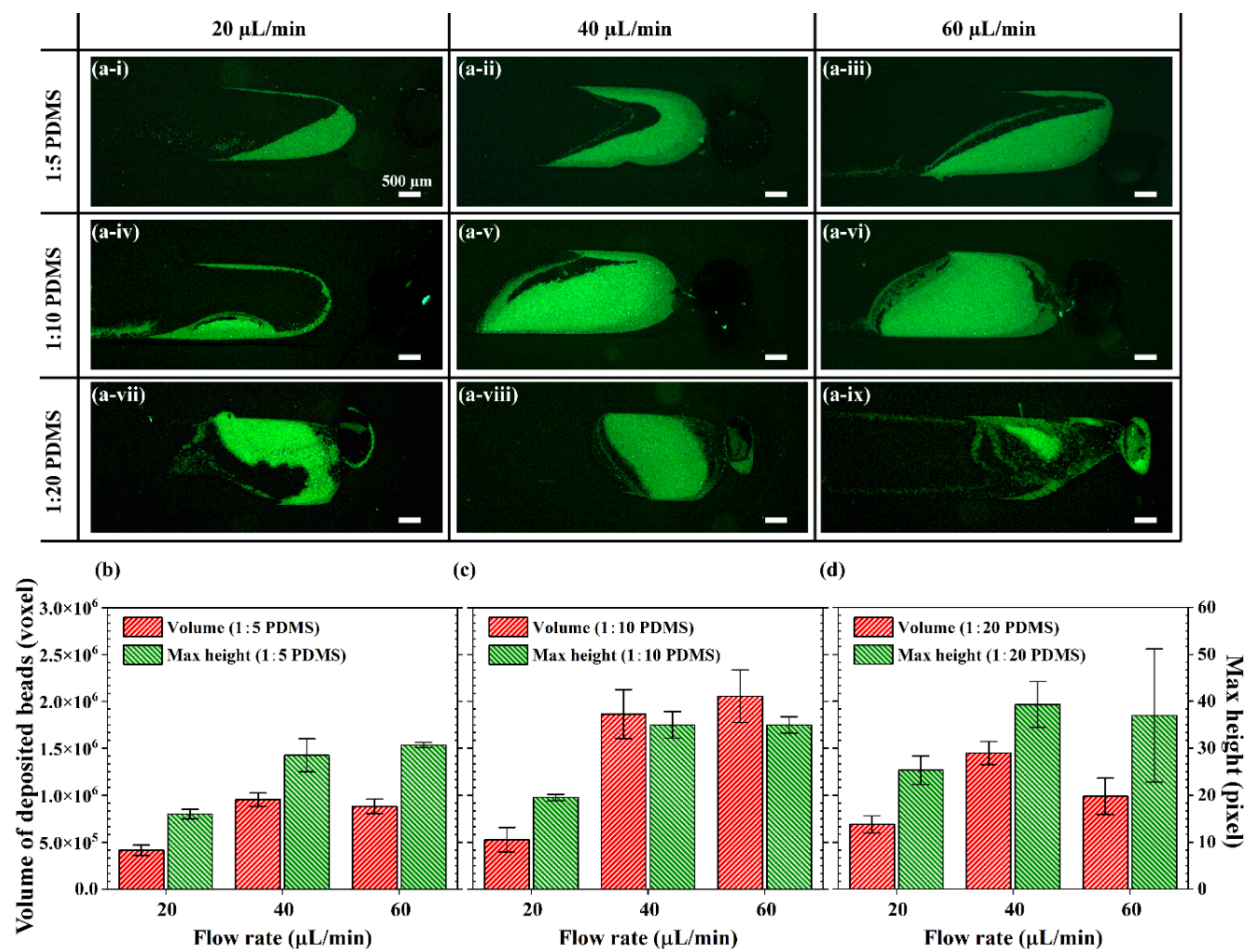 20 μL/min
40 μL/min
60 μL/min
1:5 PDMS
(a-i)
500 μm
(a-ii)
(a-iii)
1:10 PDMS
(a-iv)
(a-v)
(a-vi)
1:20 PDMS
(a-vii)
(a-viii)
(a-ix)
(b)
Volume of deposited beads (voxel)
3.0×10⁶
2.5×10⁶
2.0×10⁶
1.5×10⁶
1.0×10⁶
5.0×10⁵
0.0
Volume (1:5 PDMS)
Max height (1:5 PDMS)
20
40
60
Flow rate (μL/min)
(c)
Volume (1:10 PDMS)
Max height (1:10 PDMS)
20
40
60
Flow rate (μL/min)
(d)
Volume (1:20 PDMS)
Max height (1:20 PDMS)
20
40
60
Flow rate (μL/min)
60
50
40
30
20
10
0
Max height (pixel)